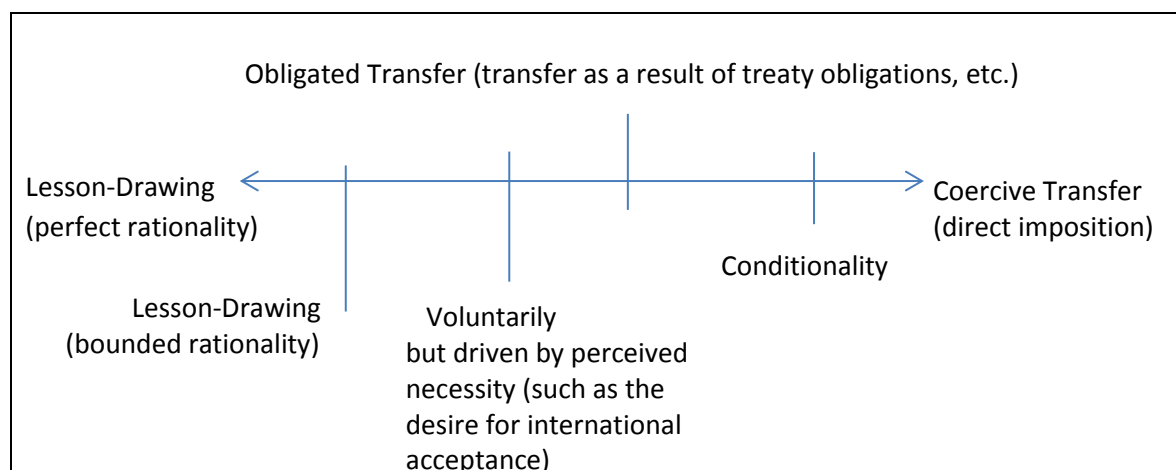 Obligated Transfer (transfer as a result of treaty obligations, etc.)
Lesson-Drawing
(perfect rationality)
Coercive Transfer
(direct imposition)
Conditionality
Lesson-Drawing
(bounded rationality)
Voluntarily
but driven by perceived
necessity (such as the
desire for international
acceptance)